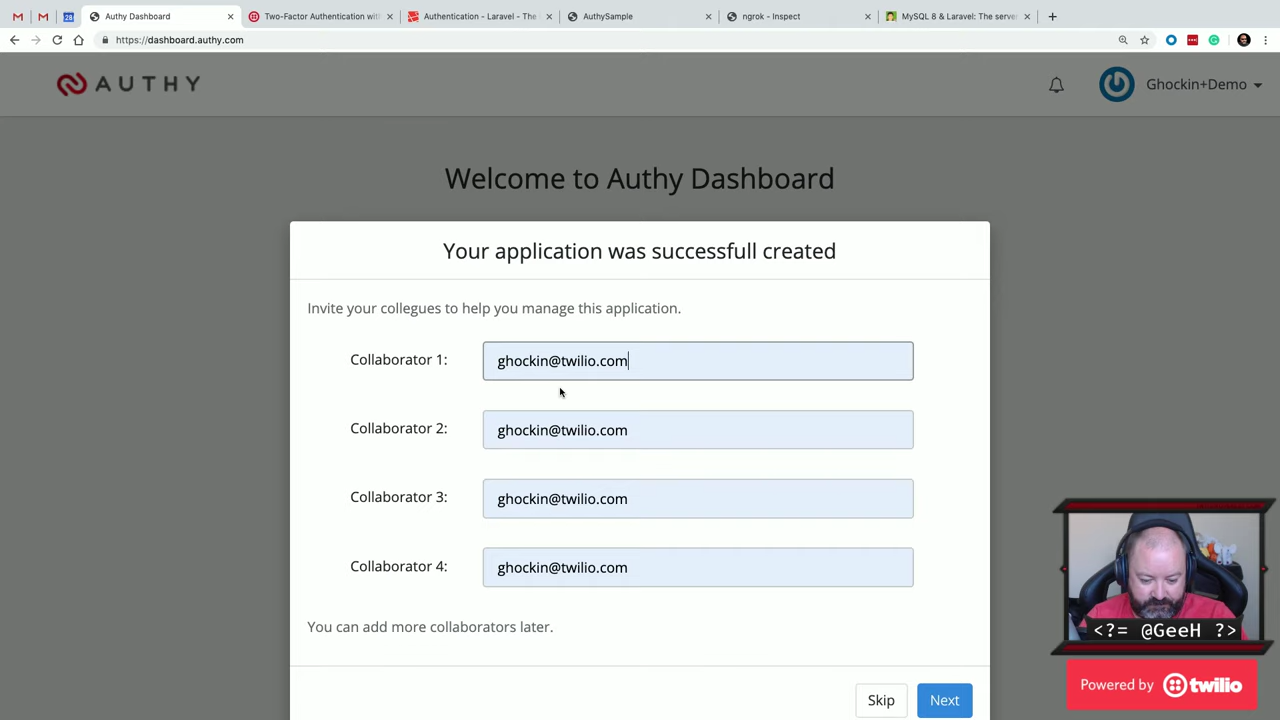 Authy Dashboard
Two-Factor Authentication with
Authentication - Laravel - The
AuthySample
ngrok - Inspect
MySQL 8 & Laravel: The server
28
https://dashboard.authy.com
AUTHY
Ghockin+Demo
Welcome to Authy Dashboard
Your application was successfull created
Invite your collegues to help you manage this application.
Collaborator 1:
ghockin@twilio.com
Collaborator 2:
ghockin@twilio.com
Collaborator 3:
ghockin@twilio.com
Collaborator 4:
ghockin@twilio.com
You can add more collaborators later.
Skip
Next
<?= @GeeH ?>
Powered by twilio